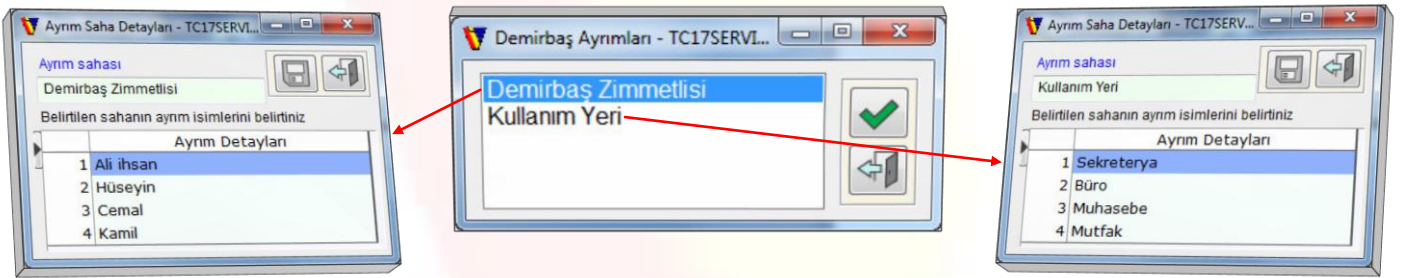 Ayrım Saha Detayları - TC17SERVI...
Ayrım sahası
Demirbaş Zimmetlisi
Belirtilen sahanın ayrım isimlerini belirtiniz
Ayrım Detayları
1 Ali ihsan
2 Hüseyin
3 Cemal
4 Kamil
Demirbaş Ayrımları - TC17SERVI...
Demirbaş Zimmetlisi
Kullanım Yeri
Ayrım Saha Detayları - TC17SERV...
Ayrım sahası
Kullanım Yeri
Belirtilen sahanın ayrım isimlerini belirtiniz
Ayrım Detayları
1 Sekreterya
2 Büro
3 Muhasebe
4 Mutfak